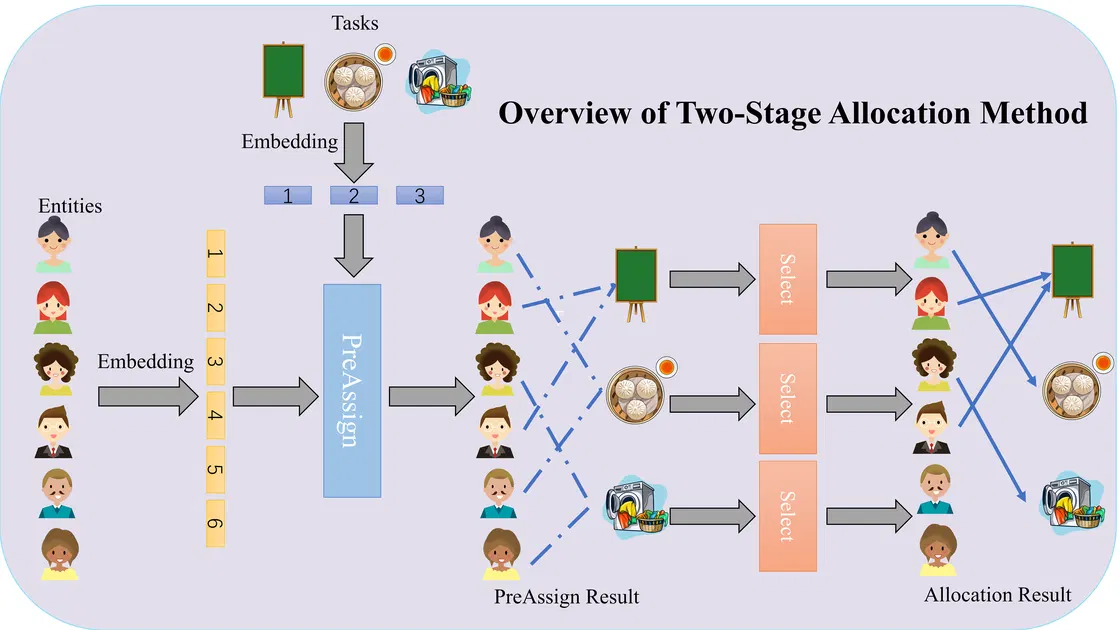 Tasks
Overview of Two-Stage Allocation Method
Embedding
1 2 3
Entities
1
2
3
4
5
6
Embedding
PreAssign
Select
Select
Select
PreAssign Result
Allocation Result